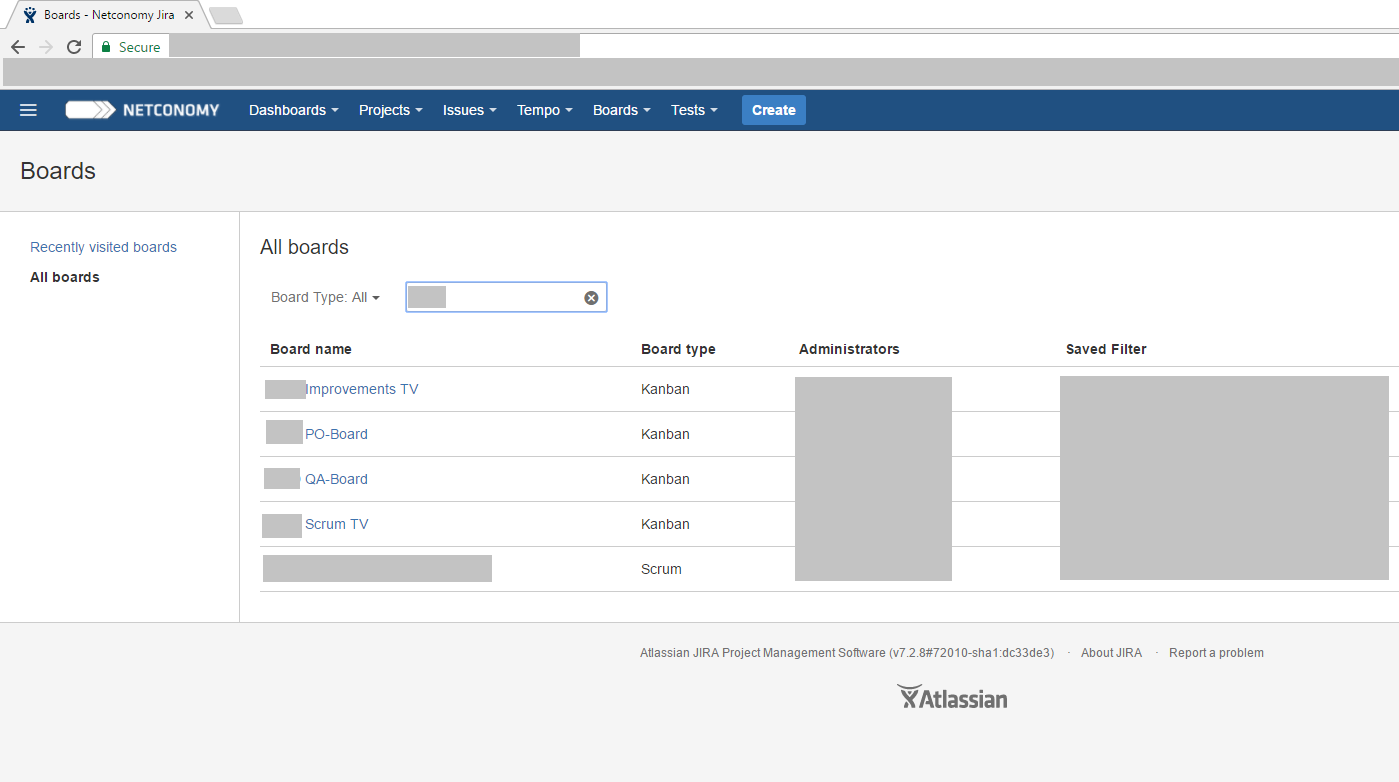 Boards - Netconomy Jira
Secure
NETCONOMY Dashboards Projects Issues Tempo Boards Tests Create
Boards
Recently visited boards
All boards
All boards
Board Type: All
Board name Board type Administrators Saved Filter
Improvements TV Kanban
PO-Board Kanban
QA-Board Kanban
Scrum TV Kanban
Scrum
Atlassian JIRA Project Management Software (v7.2.8#72010-sha1:dc33de3) · About JIRA · Report a problem
Atlassian